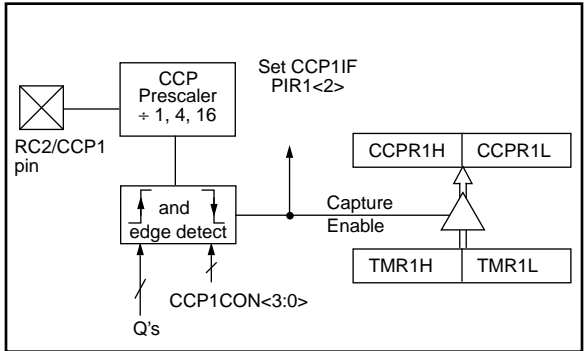 CCP
Prescaler
÷ 1, 4, 16
Set CCP1IF
PIR1<2>
RC2/CCP1
pin
CCPR1H CCPR1L
and
edge detect
Capture
Enable
TMR1H TMR1L
CCP1CON<3:0>
Q's